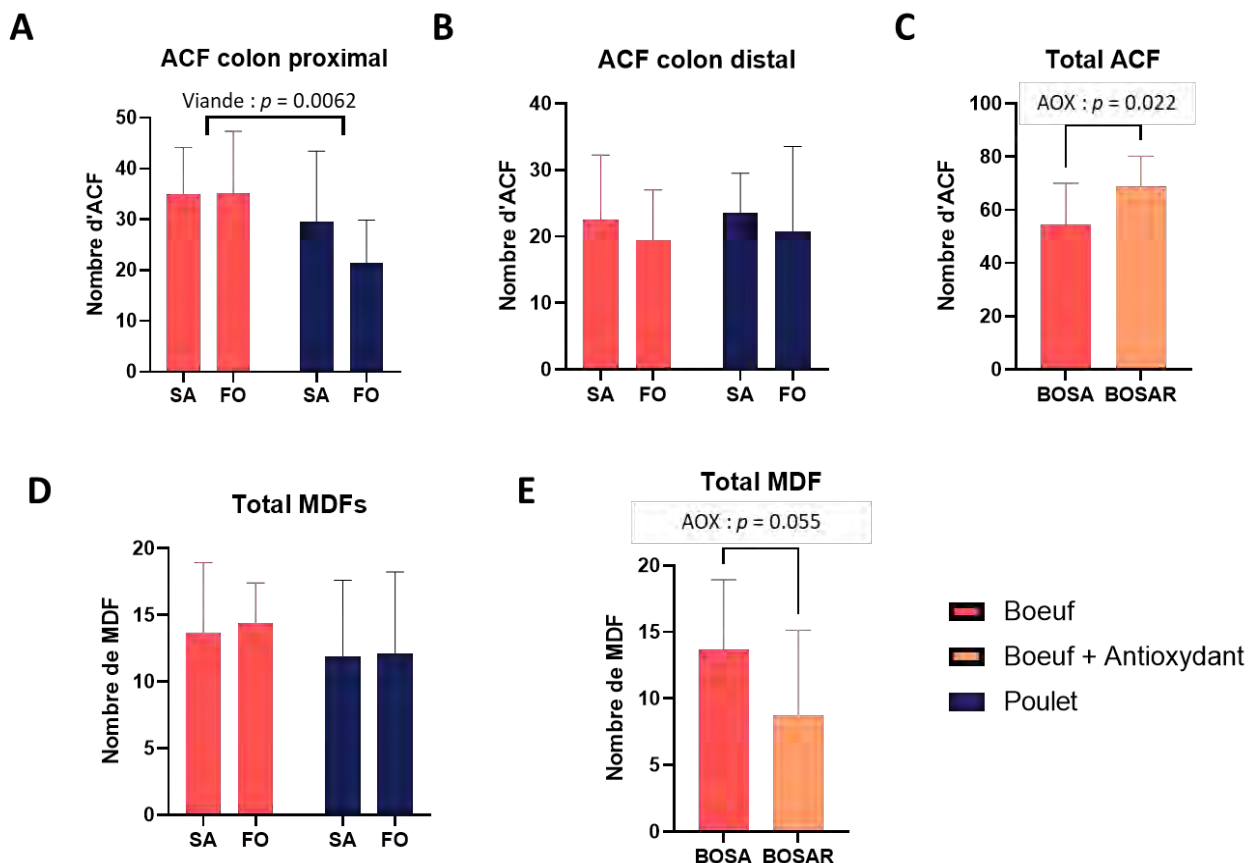 A
ACF colon proximal
Viande : p = 0.0062
Nombre d'ACF
50
40
30
20
10
0
SA FO SA FO
B
ACF colon distal
Nombre d'ACF
40
30
20
10
0
SA FO SA FO
C
Total ACF
AOX : p = 0.022
Nombre d'ACF
100
80
60
40
20
0
BOSA BOSAR
D
Total MDFs
Nombre de MDF
20
15
10
5
0
SA FO SA FO
E
Total MDF
AOX : p = 0.055
Nombre de MDF
20
15
10
5
0
BOSA BOSAR
Boeuf
Boeuf + Antioxydant
Poulet